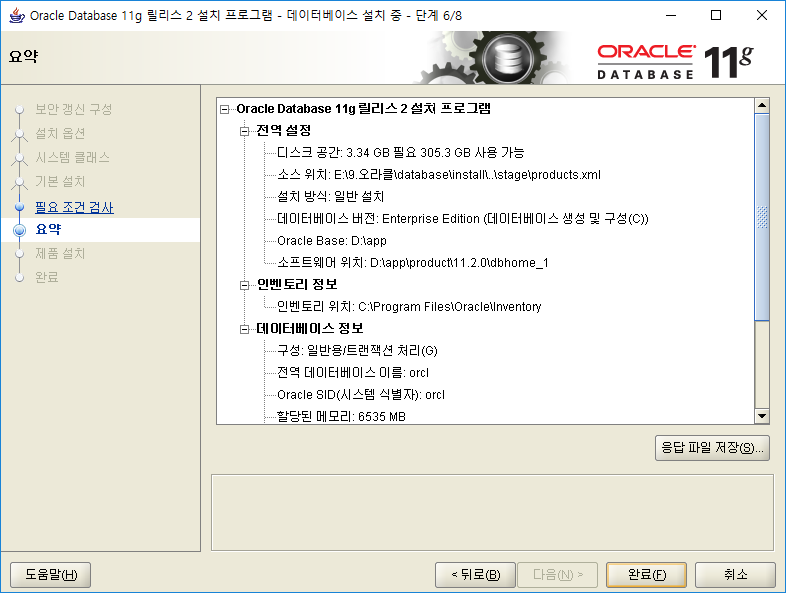 Oracle Database 11g 릴리스 2 설치 프로그램 - 데이터베이스 설치 중 - 단계 6/8
요약
ORACLE
DATABASE 11g
보안 갱신 구성
설치 옵션
시스템 클래스
기본 설치
필요 조건 검사
요약
제품 설치
완료
Oracle Database 11g 릴리스 2 설치 프로그램
전역 설정
디스크 공간: 3.34 GB 필요 305.3 GB 사용 가능
소스 위치: E:\9.오라클\database\install\..\stage\products.xml
설치 방식: 일반 설치
데이터베이스 버전: Enterprise Edition (데이터베이스 생성 및 구성(C))
Oracle Base: D:\app
소프트웨어 위치: D:\app\product\11.2.0\dbhome_1
인벤토리 정보
인벤토리 위치: C:\Program Files\Oracle\Inventory
데이터베이스 정보
구성: 일반용/트랜잭션 처리(G)
전역 데이터베이스 이름: orcl
Oracle SID(시스템 식별자): orcl
할당된 메모리: 6535 MB
응답 파일 저장(S)...
도움말(H)
< 뒤로(B)
다음(N) >
완료(F)
취소